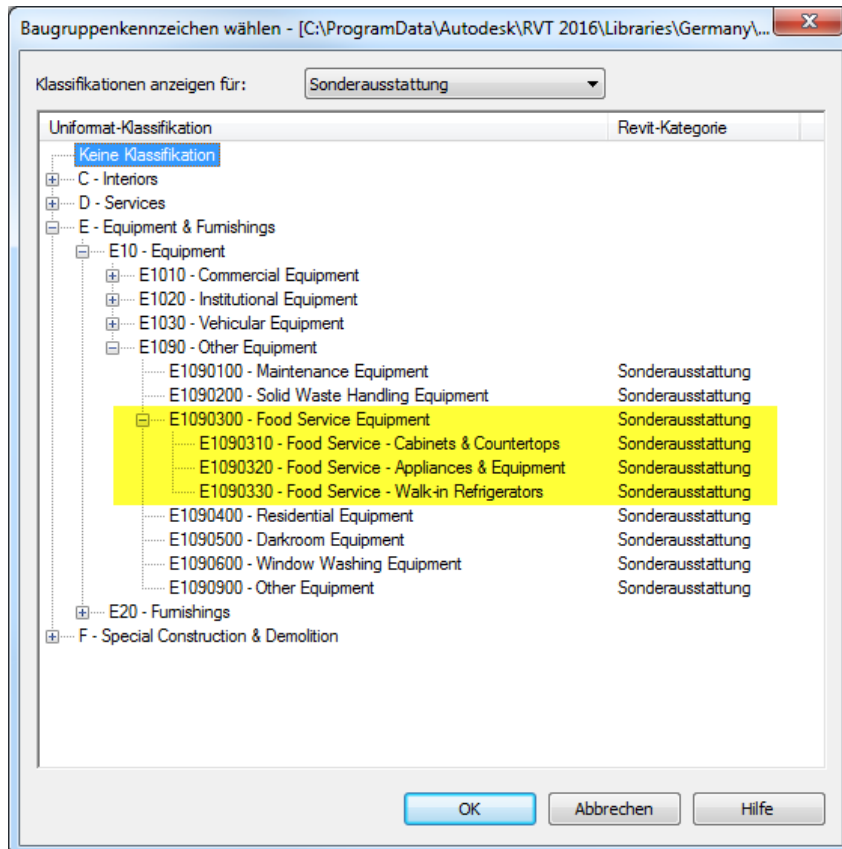 Baugruppenkennzeichen wählen - [C:\ProgramData\Autodesk\RVT 2016\Libraries\Germany\...
Klassifikationen anzeigen für: Sonderausstattung
Uniformat-Klassifikation Revit-Kategorie
Keine Klassifikation
C - Interiors
D - Services
E - Equipment & Furnishings
E10 - Equipment
E1010 - Commercial Equipment
E1020 - Institutional Equipment
E1030 - Vehicular Equipment
E1090 - Other Equipment
E1090100 - Maintenance Equipment Sonderausstattung
E1090200 - Solid Waste Handling Equipment Sonderausstattung
E1090300 - Food Service Equipment Sonderausstattung
E1090310 - Food Service - Cabinets & Countertops Sonderausstattung
E1090320 - Food Service - Appliances & Equipment Sonderausstattung
E1090330 - Food Service - Walk-in Refrigerators Sonderausstattung
E1090400 - Residential Equipment Sonderausstattung
E1090500 - Darkroom Equipment Sonderausstattung
E1090600 - Window Washing Equipment Sonderausstattung
E1090900 - Other Equipment Sonderausstattung
E20 - Furnishings
F - Special Construction & Demolition
OK Abbrechen Hilfe